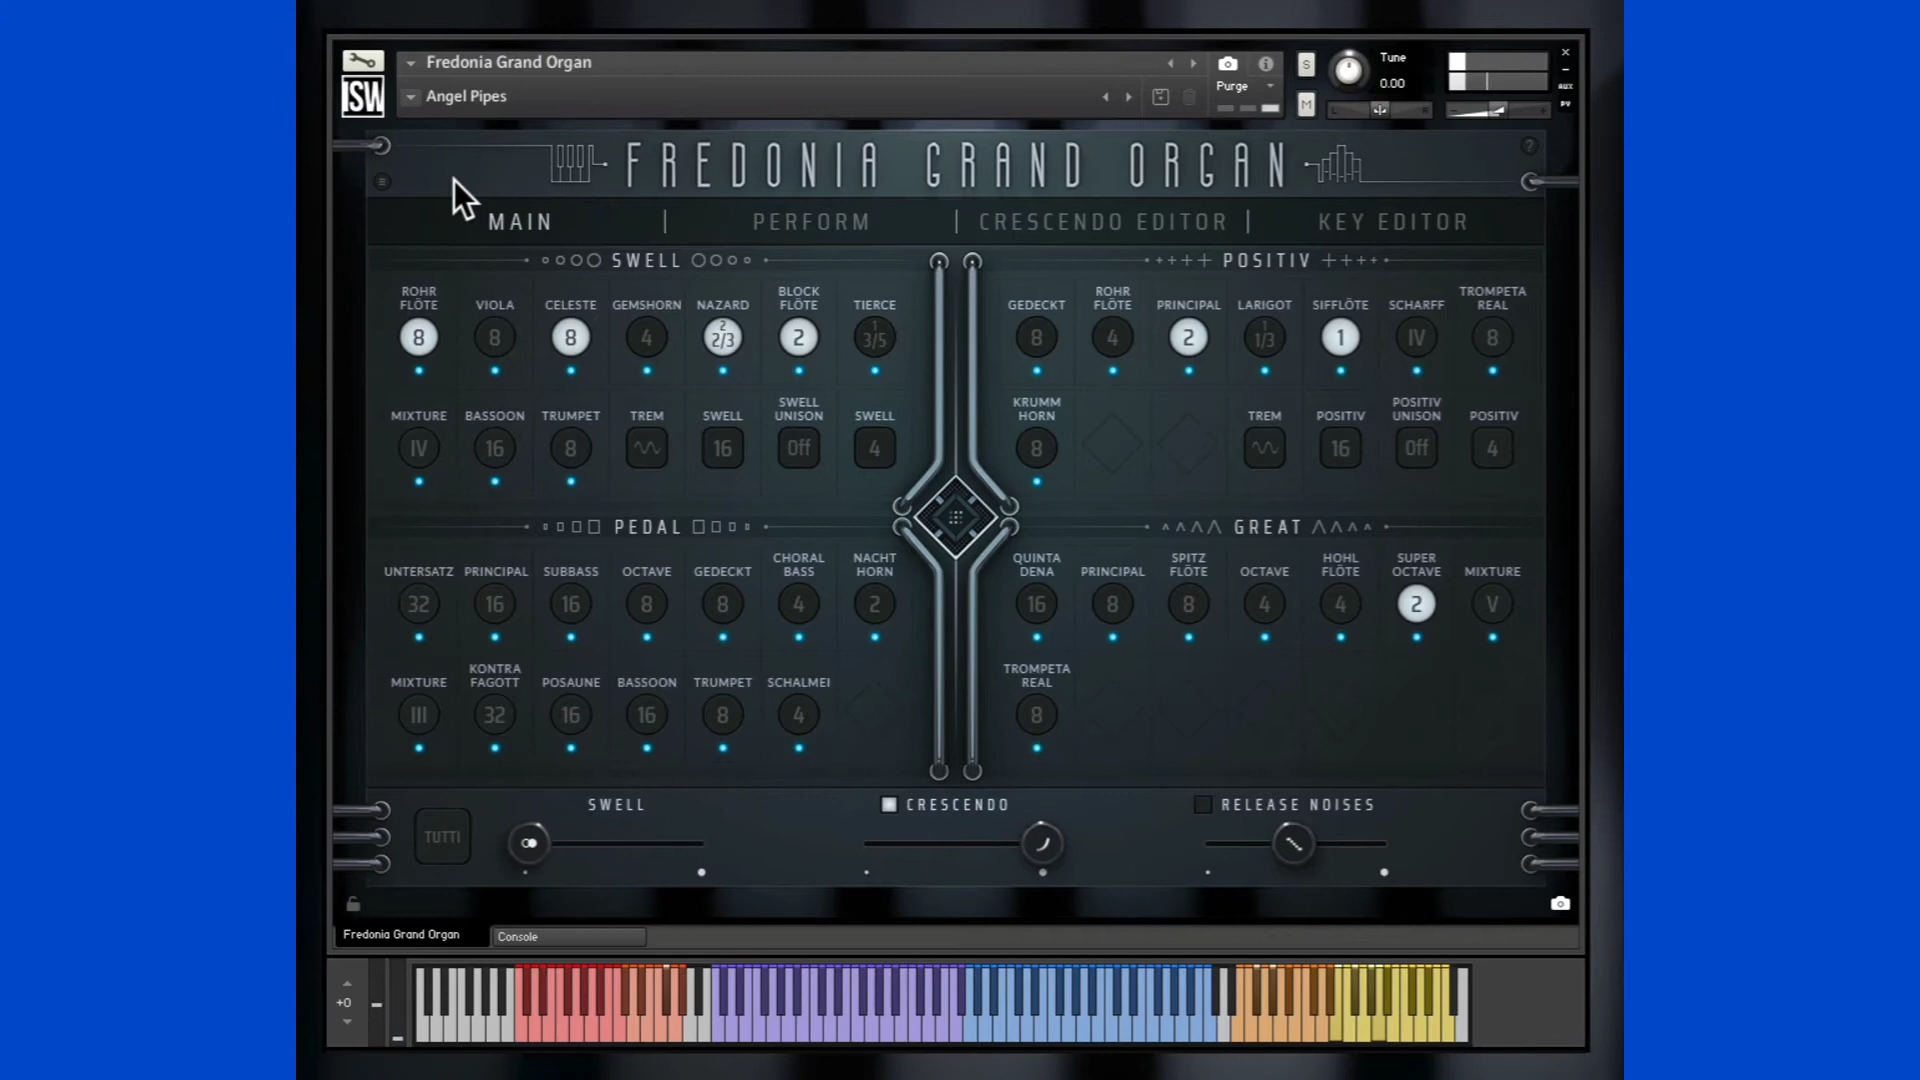 Fredonia Grand Organ
Purge
S
Tune
0.00
ISW
Angel Pipes
M
L
R
AUX
PV
FREDONIA GRAND ORGAN
?
MAIN | PERFORM | CRESCENDO EDITOR | KEY EDITOR
SWELL
ROHR FLÖTE VIOLA CELESTE GEMSHORN NAZARD BLOCK FLÖTE TIERCE
8 8 8 4 2 2/3 2 1 3/5
MIXTURE BASSOON TRUMPET TREM SWELL SWELL UNISON SWELL
IV 16 8 16 Off 4
POSITIV
GEDECKT ROHR FLÖTE PRINCIPAL LARIGOT SIFFLÖTE SCHARFF TROMPETA REAL
8 4 2 1 1/3 1 IV 8
KRUMM HORN TREM POSITIV POSITIV UNISON POSITIV
8 16 Off 4
PEDAL
UNTERSATZ PRINCIPAL SUBBASS OCTAVE GEDECKT CHORAL BASS NACHT HORN
32 16 16 8 8 4 2
MIXTURE KONTRA FAGOTT POSAUNE BASSOON TRUMPET SCHALMEI
III 32 16 16 8 4
GREAT
QUINTA DENA PRINCIPAL SPITZ FLÖTE OCTAVE HOHL FLÖTE SUPER OCTAVE MIXTURE
16 8 8 4 4 2 V
TROMPETA REAL
8
TUTTI
SWELL
CRESCENDO
RELEASE NOISES
Fredonia Grand Organ
Console
+0